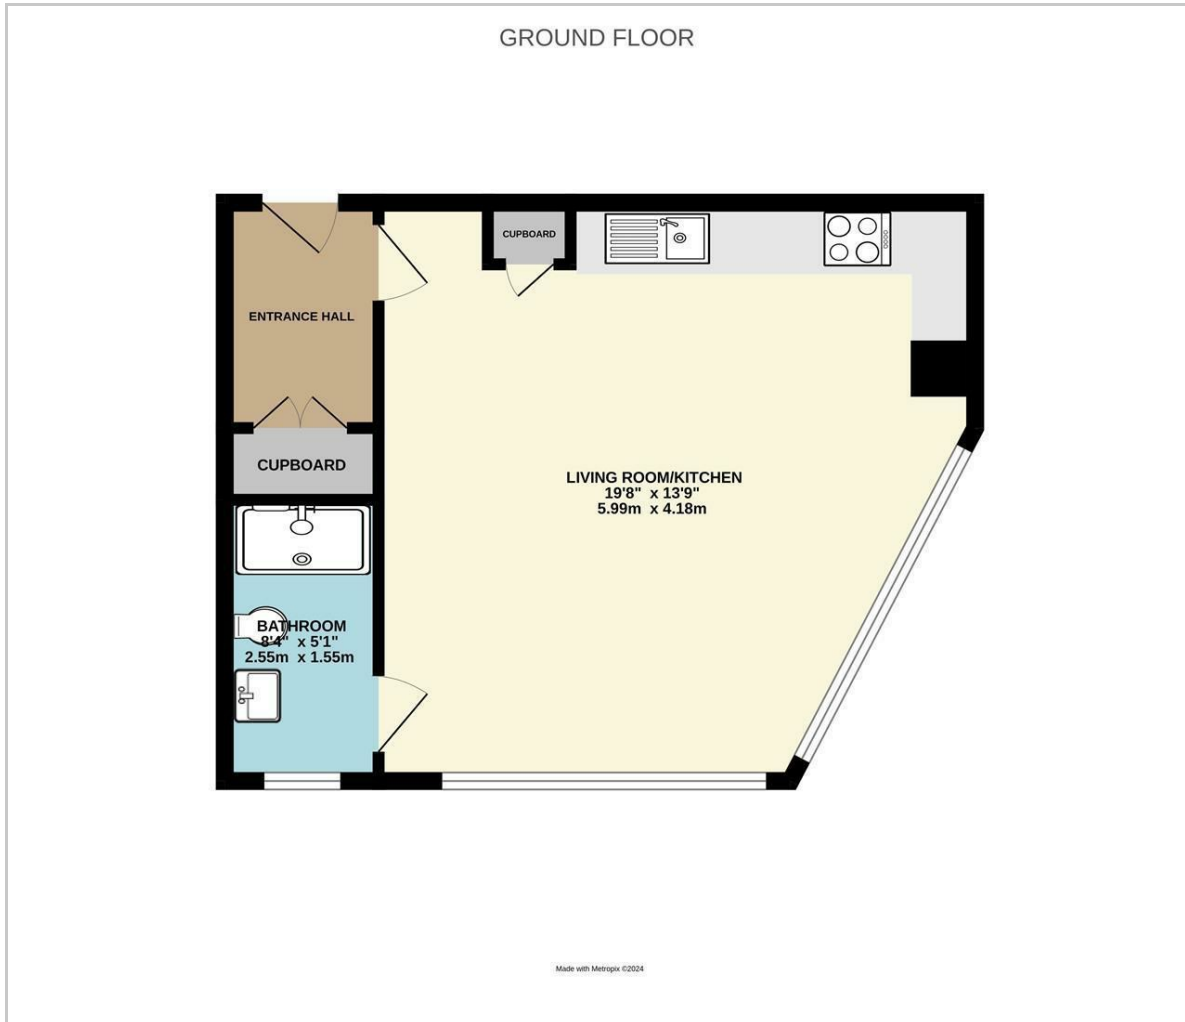 GROUND FLOOR
CUPBOARD
ENTRANCE HALL
CUPBOARD
LIVING ROOM/KITCHEN
19'8" x 13'9"
5.99m x 4.18m
BATHROOM
8'4" x 5'1"
2.55m x 1.55m
Made with Metropix ©2024